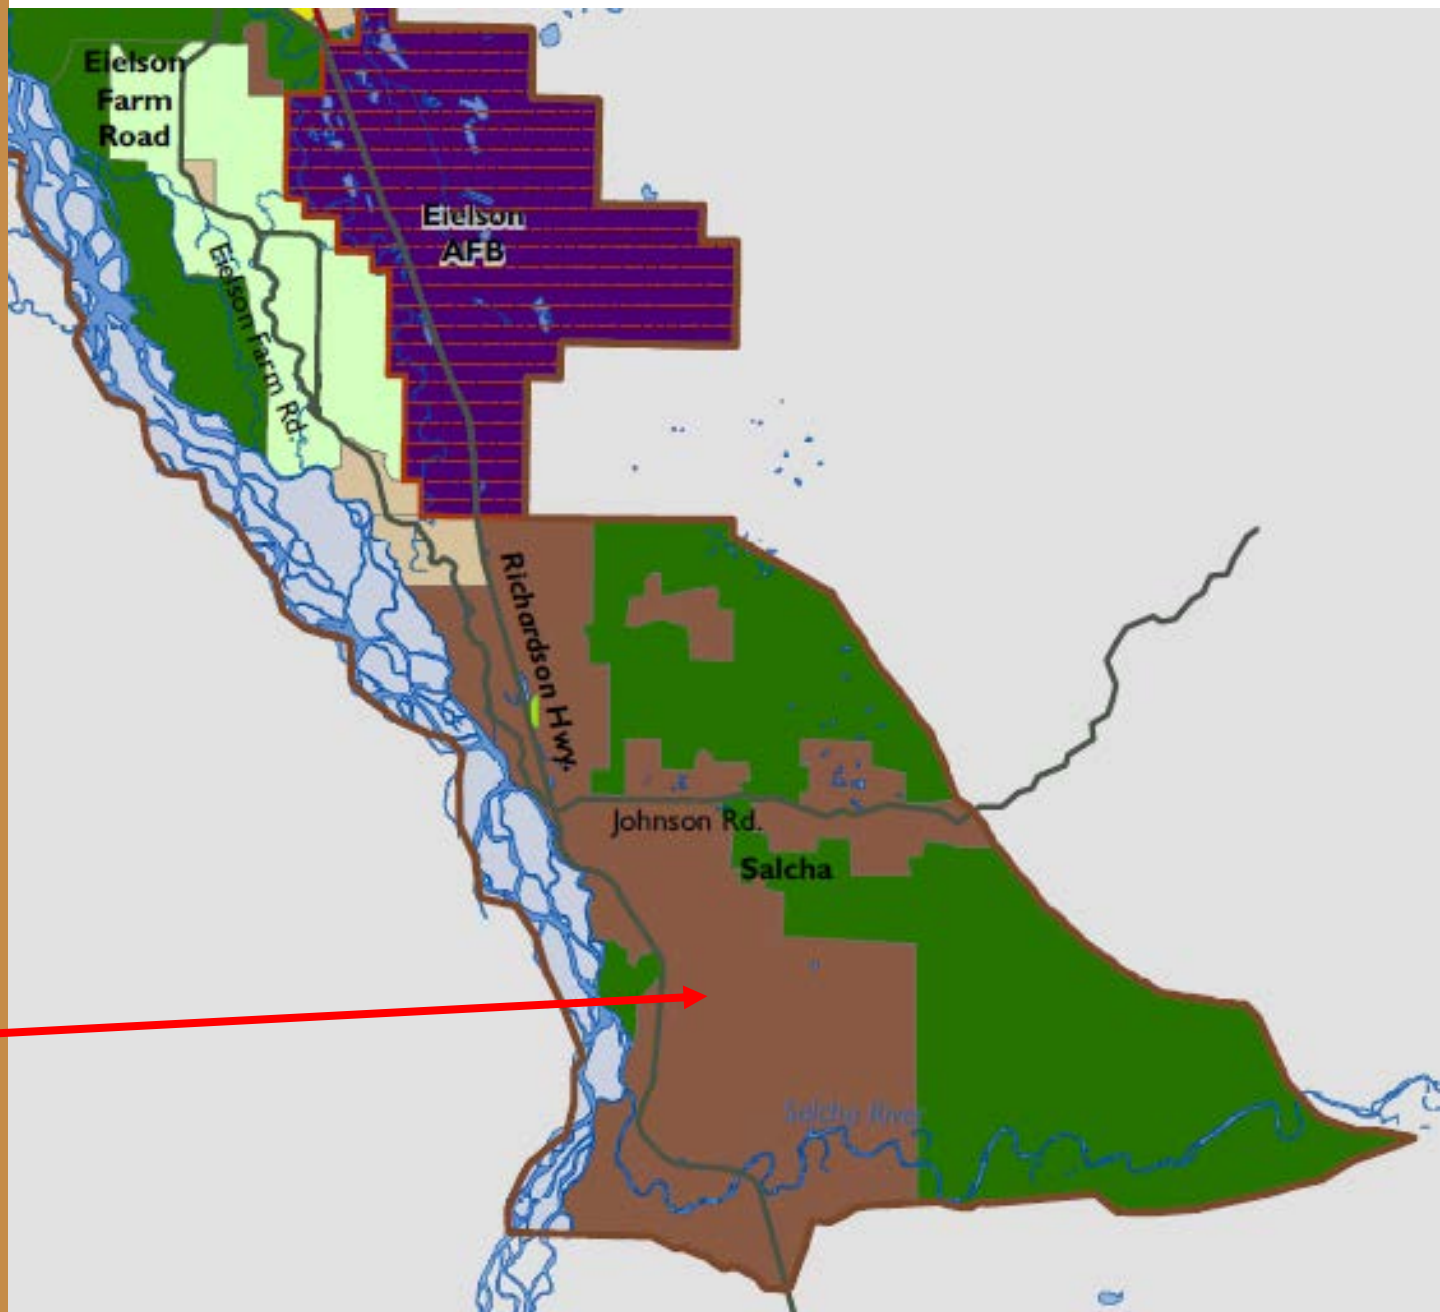 Eielson
Farm
Road
Eielson
AFB
Eielson Farm Rd.
Richardson Hwy.
Johnson Rd.
Salcha
Salcha River